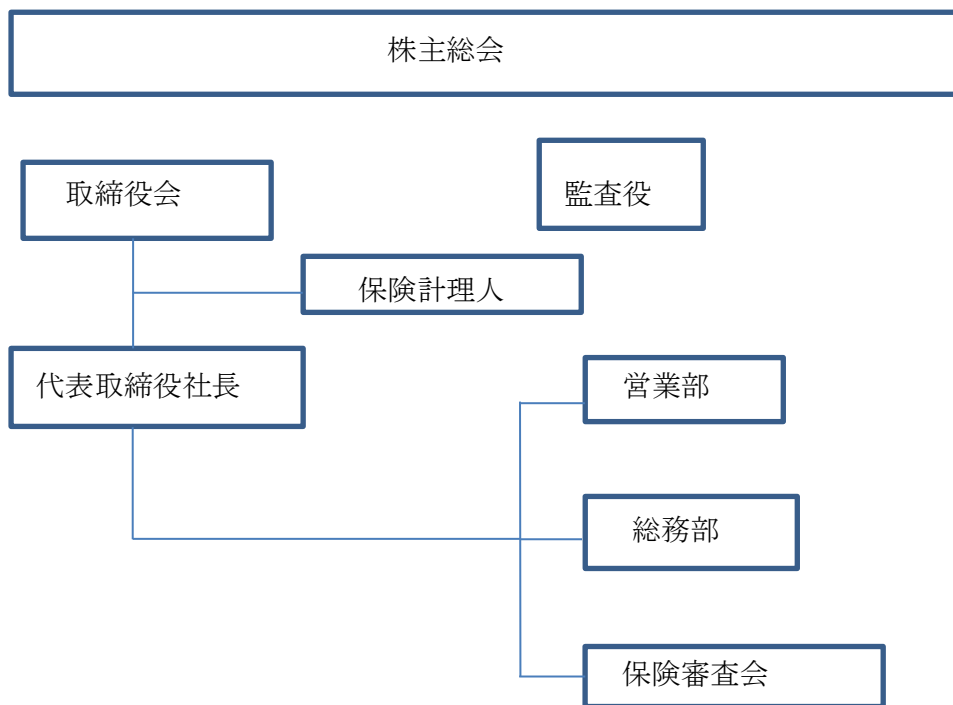 株主総会
取締役会
監査役
保険計理人
代表取締役社長
営業部
総務部
保険審査会